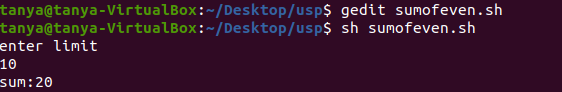 tanya@tanya-VirtualBox:~/Desktop/usp$ gedit sumofeven.sh
tanya@tanya-VirtualBox:~/Desktop/usp$ sh sumofeven.sh
enter limit
10
sum:20